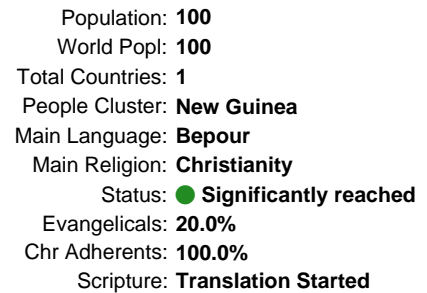 Population: 100
World Popl: 100
Total Countries: 1
People Cluster: New Guinea
Main Language: Bepour
Main Religion: Christianity
Status: Significantly reached
Evangelicals: 20.0%
Chr Adherents: 100.0%
Scripture: Translation Started